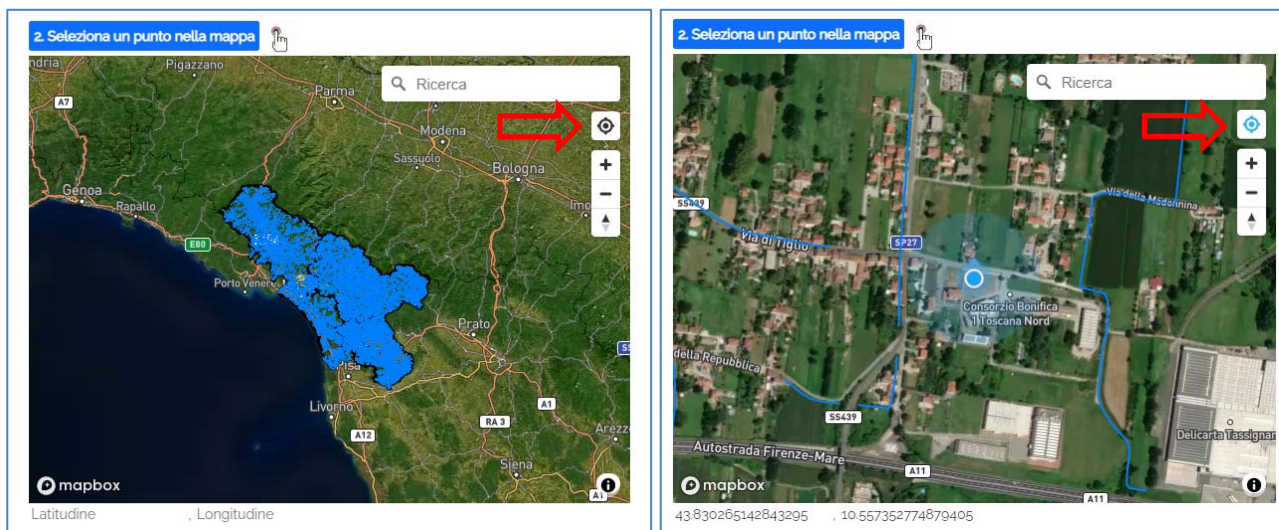 2. Seleziona un punto nella mappa
Pigazzano
Parma
Ricerca
A7
Modena
Sassuolo
Bologna
Genoa
Rapallo
E80
Porto Venere
Prato
Pisa
Livorno
A12
RA 3
A1
Arezz
Siena
A1
mapbox
Latitudine , Longitudine
2. Seleziona un punto nella mappa
Ricerca
SS439
Via della Madonnina
SP27
Via di Tiglio
Consorzio Bonifica
1 Toscana Nord
della Repubblica
SS439
Delicarta Tassignan
Autostrada Firenze-Mare
A11
A11
mapbox
43.830265142843295 , 10.557352774879405